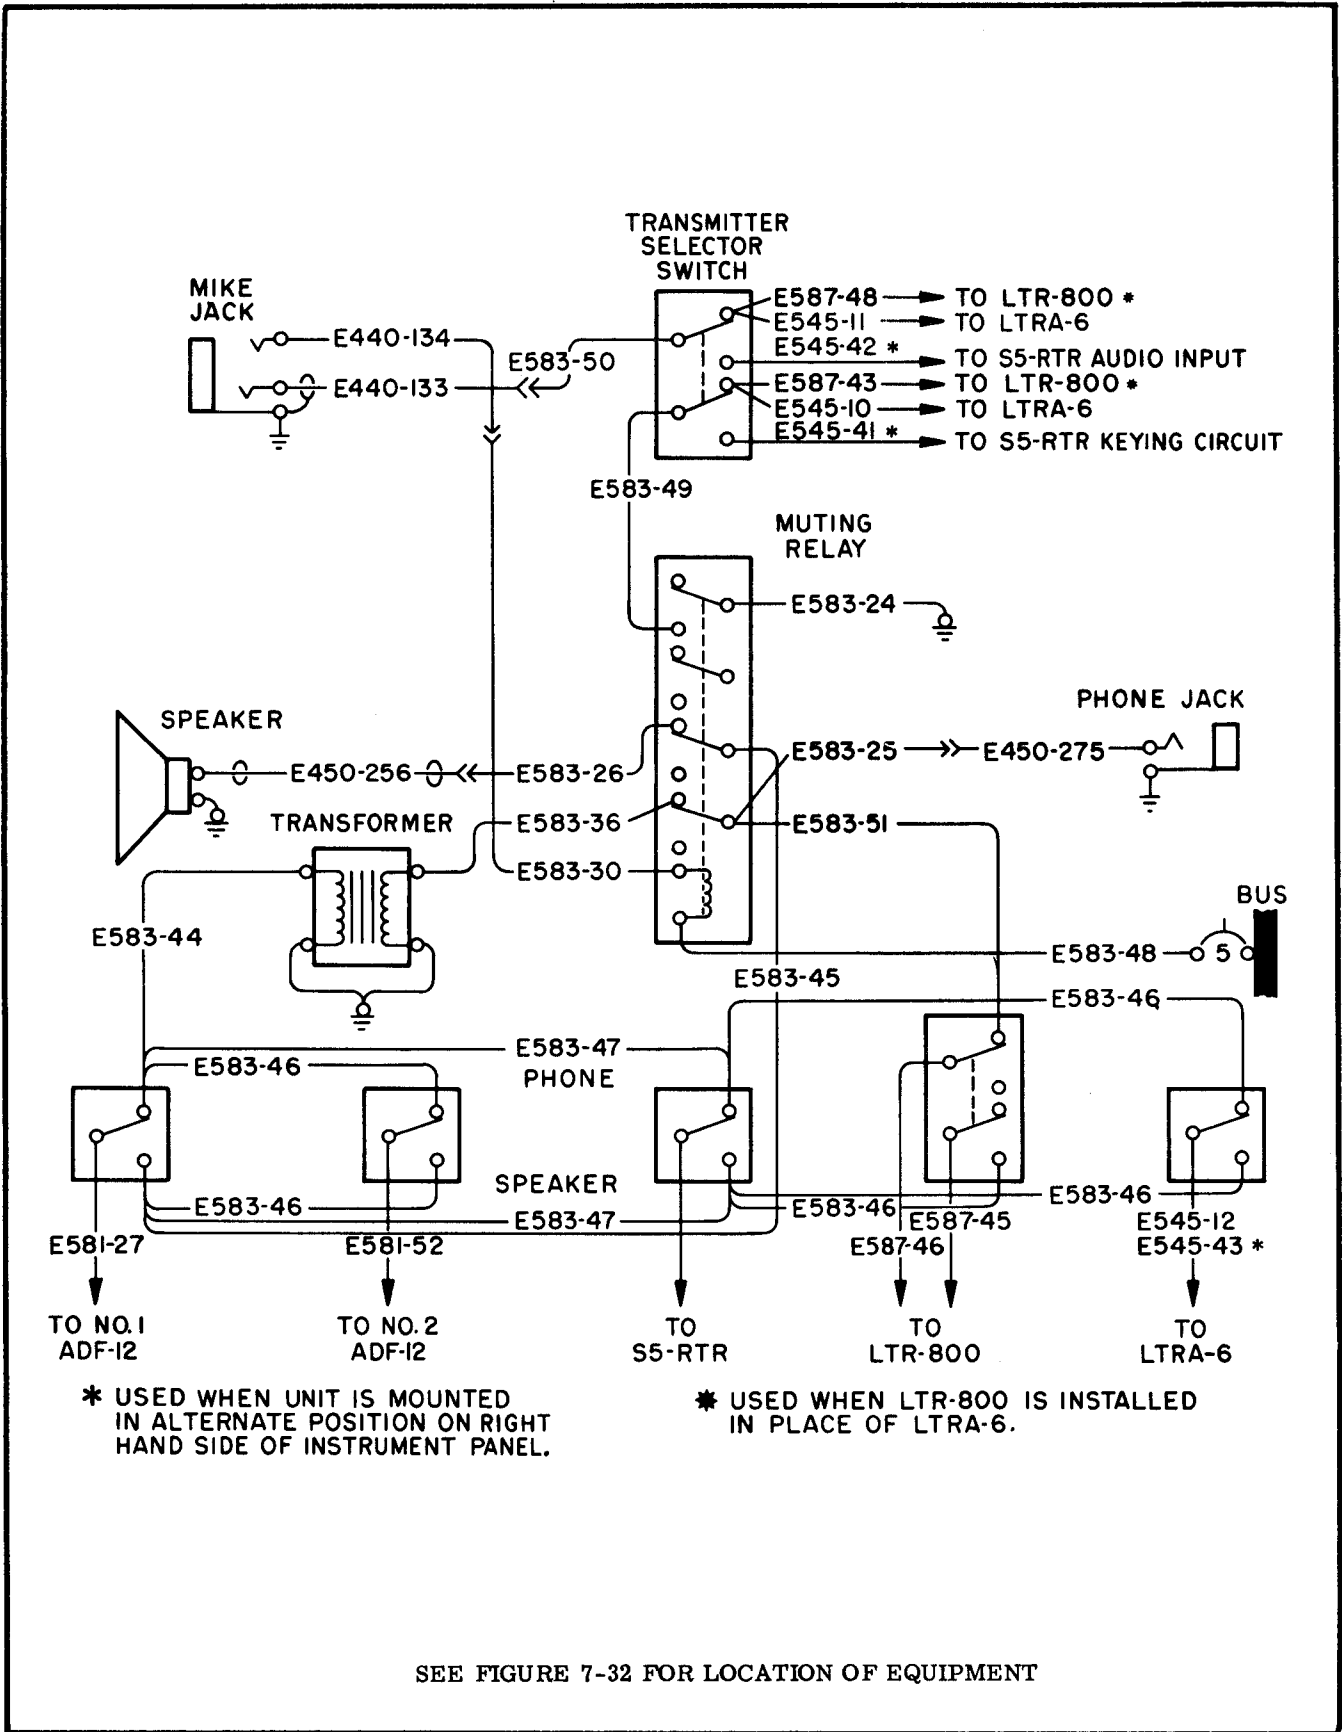 TRANSMITTER
SELECTOR
SWITCH
MIKE
JACK
E587-48
TO LTR-800 *
E545-11
TO LTRA-6
E440-134
E583-50
E545-42 *
TO S5-RTR AUDIO INPUT
E440-133
E587-43
TO LTR-800 *
E545-10
TO LTRA-6
E545-41 *
TO S5-RTR KEYING CIRCUIT
E583-49
MUTING
RELAY
E583-24
PHONE JACK
SPEAKER
E583-25
E450-275
E450-256
E583-26
TRANSFORMER
E583-36
E583-51
E583-30
BUS
E583-44
E583-48
5
E583-45
E583-46
E583-47
E583-46
PHONE
SPEAKER
E583-46
E583-46
E583-46
E583-47
E587-45
E545-12
E581-27
E581-52
E587-46
E545-43 *
TO NO.1
ADF-12
TO NO.2
ADF-12
TO
S5-RTR
TO
LTR-800
TO
LTRA-6
* USED WHEN UNIT IS MOUNTED
IN ALTERNATE POSITION ON RIGHT
HAND SIDE OF INSTRUMENT PANEL.
* USED WHEN LTR-800 IS INSTALLED
IN PLACE OF LTRA-6.
SEE FIGURE 7-32 FOR LOCATION OF EQUIPMENT